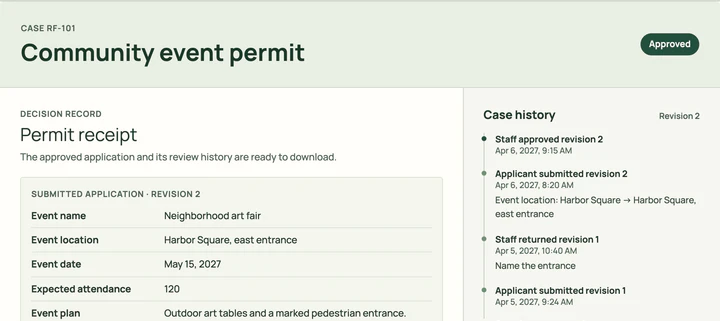 CASE RF-101
Community event permit
Approved
DECISION RECORD
Permit receipt
The approved application and its review history are ready to download.
SUBMITTED APPLICATION · REVISION 2
Event name Neighborhood art fair
Event location Harbor Square, east entrance
Event date May 15, 2027
Expected attendance 120
Event plan Outdoor art tables and a marked pedestrian entrance.
Case history Revision 2
Staff approved revision 2
Apr 6, 2027, 9:15 AM
Applicant submitted revision 2
Apr 6, 2027, 8:20 AM
Event location: Harbor Square → Harbor Square,
east entrance
Staff returned revision 1
Apr 5, 2027, 10:40 AM
Name the entrance
Applicant submitted revision 1
Apr 5, 2027, 9:24 AM